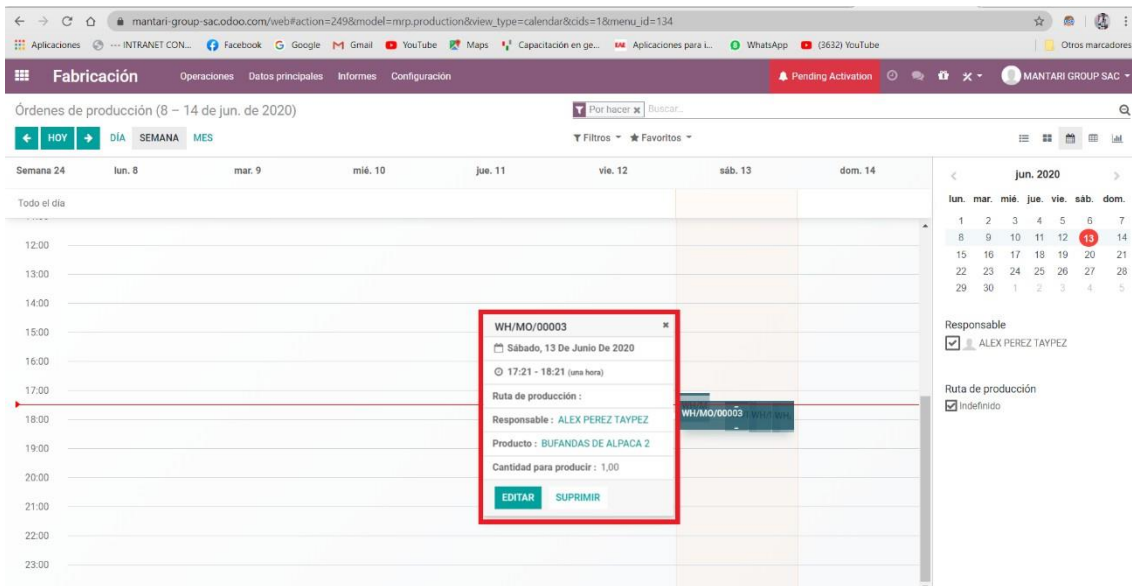 mantari-group-sac.odoo.com/web#action=249&model=mrp.production&view_type=calendar&cids=1&menu_id=134
Aplicaciones --- INTRANET CON... Facebook Google Gmail YouTube Maps Capacitación en ge... Aplicaciones para i... WhatsApp (3632) YouTube Otros marcadores
Fabricación Operaciones Datos principales Informes Configuración Pending Activation MANTARI GROUP SAC
Órdenes de producción (8 – 14 de jun. de 2020) Por hacer x Buscar...
HOY DÍA SEMANA MES Filtros Favoritos
Semana 24 lun. 8 mar. 9 mié. 10 jue. 11 vie. 12 sáb. 13 dom. 14
Todo el día
12:00
13:00
14:00
15:00
16:00
17:00
18:00
19:00
20:00
21:00
22:00
23:00
WH/MO/00003 x
Sábado, 13 De Junio De 2020
17:21 - 18:21 (una hora)
Ruta de producción :
Responsable : ALEX PEREZ TAYPEZ
Producto : BUFANDAS DE ALPACA 2
Cantidad para producir : 1,00
EDITAR SUPRIMIR
WH/MO/00003
jun. 2020
lun. mar. mié. jue. vie. sáb. dom.
1 2 3 4 5 6 7
8 9 10 11 12 13 14
15 16 17 18 19 20 21
22 23 24 25 26 27 28
29 30 1 2 3 4 5
Responsable
ALEX PEREZ TAYPEZ
Ruta de producción
Indefinido